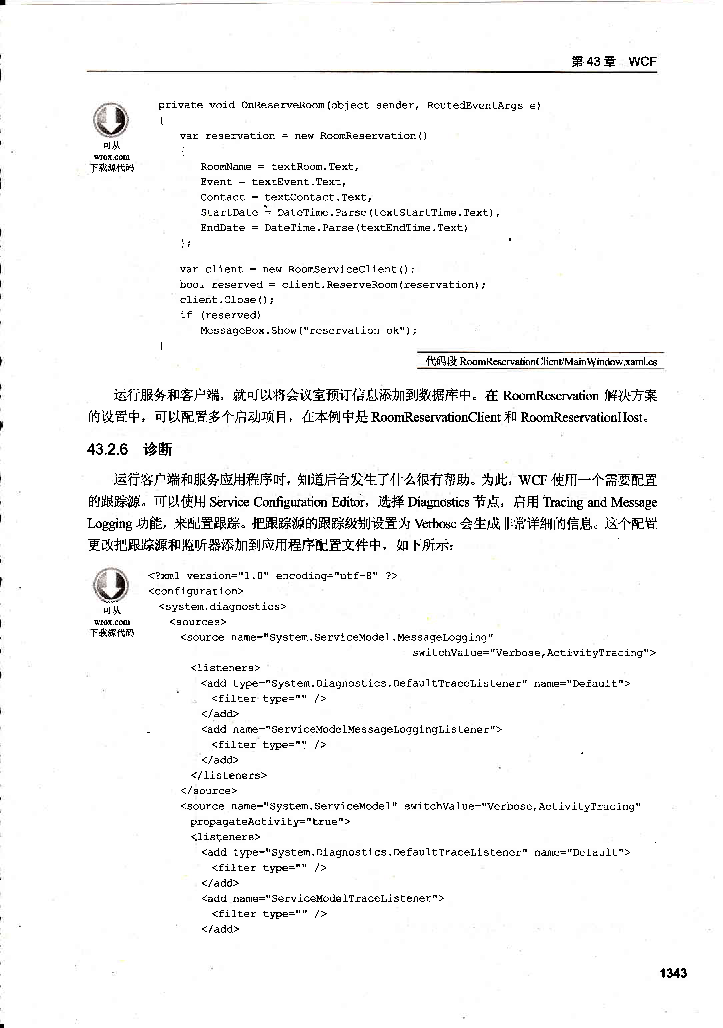 第 43 章 WCF
private void OnReserveRoom(object sender, RoutedEventArgs e)
{
var reservation = new RoomReservation()
{
RoomName = textRoom.Text,
Event = textEvent.Text,
Contact = textContact.Text,
StartDate = DateTime.Parse(textStartTime.Text),
EndDate = DateTime.Parse(textEndTime.Text)
};
可从
wrox.com
下载源代码
var client = new RoomServiceClient();
bool reserved = client.ReserveRoom(reservation);
client.Close();
if (reserved)
MessageBox.Show("reservation ok");
}
代码段 RoomReservationClient/MainWindow.xaml.cs
运行服务和客户端，就可以将会议室预订信息添加到数据库中。在 RoomReservation 解决方案
的设置中，可以配置多个启动项目，在本例中是 RoomReservationClient 和 RoomReservationHost。
43.2.6 诊断
运行客户端和服务应用程序时，知道后台发生了什么很有帮助。为此，WCF 使用一个需要配置
的跟踪源。可以使用 Service Configuration Editor，选择 Diagnostics 节点，启用 Tracing and Message
Logging 功能，来配置跟踪。把跟踪源的跟踪级别设置为 Verbose 会生成非常详细的信息。这个配置
更改把跟踪源和监听器添加到应用程序配置文件中，如下所示：
可从
wrox.com
下载源代码
<?xml version="1.0" encoding="utf-8" ?>
<configuration>
<system.diagnostics>
<sources>
<source name="System.ServiceModel.MessageLogging"
switchValue="Verbose,ActivityTracing">
<listeners>
<add type="System.Diagnostics.DefaultTraceListener" name="Default">
<filter type="" />
</add>
<add name="ServiceModelMessageLoggingListener">
<filter type="" />
</add>
</listeners>
</source>
<source name="System.ServiceModel" switchValue="Verbose,ActivityTracing"
propagateActivity="true">
<listeners>
<add type="System.Diagnostics.DefaultTraceListener" name="Default">
<filter type="" />
</add>
<add name="ServiceModelTraceListener">
<filter type="" />
</add>
1343